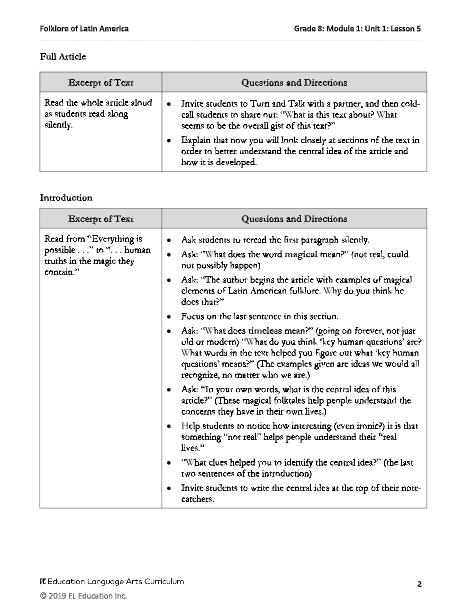 Folklore of Latin America
Grade 8: Module 1: Unit 1: Lesson 5
Full Article
Excerpt of Text
Questions and Directions
Read the whole article aloud
as students read along
silently.
• Invite students to Turn and Talk with a partner, and then cold-
call students to share out: "What is this text about? What
seems to be the overall gist of this text?"
• Explain that now you will look closely at sections of the text in
order to better understand the central idea of the article and
how it is developed.
Introduction
Excerpt of Text
Questions and Directions
Read from "Everything is
possible . . ." to ". . . human
truths in the magic they
contain."
• Ask students to reread the first paragraph silently.
• Ask: "What does the word magical mean?" (not real, could
not possibly happen)
• Ask: "The author begins the article with examples of magical
elements of Latin American folklore. Why do you think he
does that?"
• Focus on the last sentence in this section.
• Ask: "What does timeless mean?" (going on forever, not just
old or modern) "What do you think 'key human questions' are?
What words in the text helped you figure out what 'key human
questions' means?" (The examples given are ideas we would all
recognize, no matter who we are.)
• Ask: "In your own words, what is the central idea of this
article?" (These magical folktales help people understand the
concerns they have in their own lives.)
• Help students to notice how interesting (even ironic?) it is that
something "not real" helps people understand their "real
lives."
• "What clues helped you to identify the central idea?" (the last
two sentences of the introduction)
• Invite students to write the central idea at the top of their note-
catchers.
EL Education Language Arts Curriculum
2
© 2019 EL Education Inc.